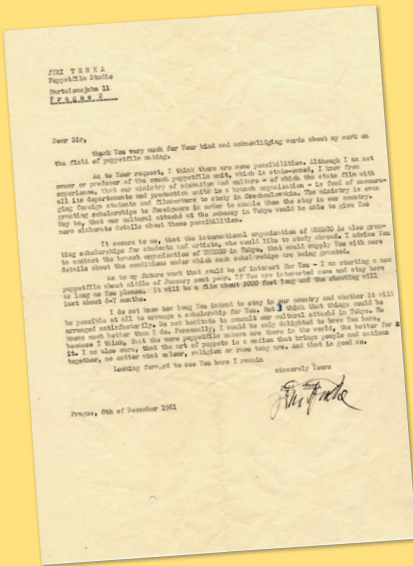 JIRI TRNKA
Puppetfilm Studio
Bartolomejska 11
Prague 2
Dear Sir,
thank You very much for Your kind and acknowledging words about my work on
the field of puppetfilm making.
As to Your request, I think there are some possibilities. Although I am not
owner or producer of the czech puppetfilm unit, which is state-owned, I know from
experience, that our ministry of education and culture - of which the state film with
all its departments and production units is a branch organisation - is fond of encoura-
ging foreign students and filmworkers to study in Czechoslovakia. The ministry is even
granting scholarships to foreigners in order to enable them the stay in our country.
May be, that our cultural attaché at the embassy in Tokyo would be able to give You
more elaborate details about these possibilities.
It occurs to me, that the international organisation of UNESCO is also gran-
ting scholarships for students and artists, who would like to study abroad. I advice You
to contact the branch organisation of UNESCO in Tokyo, that could supply You with more
details about the conditions under which such scholarships are being granted.
As to my future work that could be of interest for You - I am starting a new
puppetfilm about middle of January next year. If You are interested come and stay here
as long as You please. It will be a film about 3000 feet long and the shooting will
last about 6-7 months.
I do not know how long You intend to stay in our country and whether it will
be possible at all to arrange a scholarship for You. But I think that things could be
arranged satisfactorily. Do not hesitate to consult our cultural attaché in Tokyo. He
knows much better than I do. Personally, I would be only delighted to have You here,
because I think, that the more puppetfilm makers are there in the world, the better for
it. I am also sure, that the art of puppets is a medium that brings people and nations
together, no matter what colour, religion or race they are. And that is good so.
Looking forward to see You here I remain
sincerely Yours
Jiri Trnka
Prague, 8th of December 1961